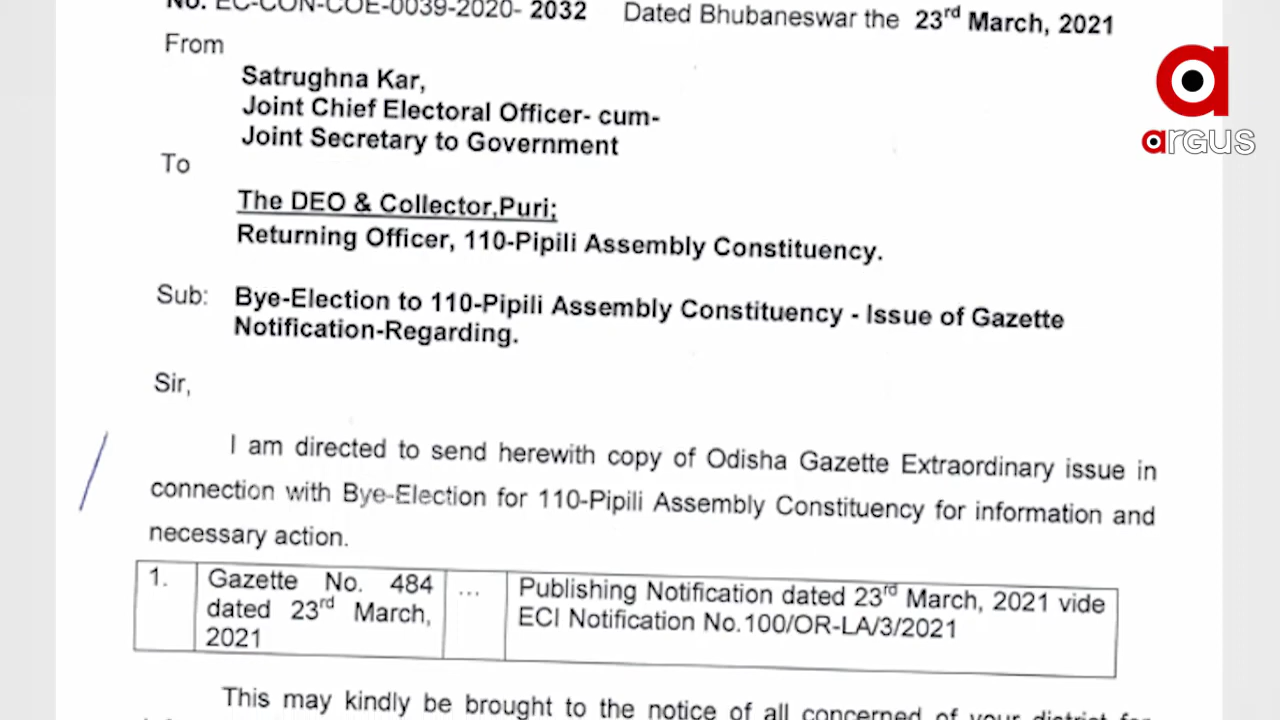 No. EC-CON-COE-0039-2020- 2032 Dated Bhubaneswar the 23rd March, 2021
From
Satrughna Kar,
Joint Chief Electoral Officer- cum-
Joint Secretary to Government
To
The DEO & Collector,Puri;
Returning Officer, 110-Pipili Assembly Constituency.
Sub: Bye-Election to 110-Pipili Assembly Constituency - Issue of Gazette
Notification-Regarding.
Sir,
I am directed to send herewith copy of Odisha Gazette Extraordinary issue in
connection with Bye-Election for 110-Pipili Assembly Constituency for information and
necessary action.
1. Gazette No. 484 ... Publishing Notification dated 23rd March, 2021 vide
dated 23rd March, ECI Notification No.100/OR-LA/3/2021
2021
This may kindly be brought to the notice of all concerned of your district for
a
argus